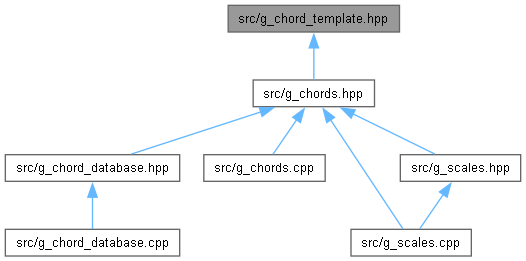 src/g_chord_template.hpp
src/g_chords.hpp
src/g_chord_database.hpp
src/g_chords.cpp
src/g_scales.hpp
src/g_chord_database.cpp
src/g_scales.cpp